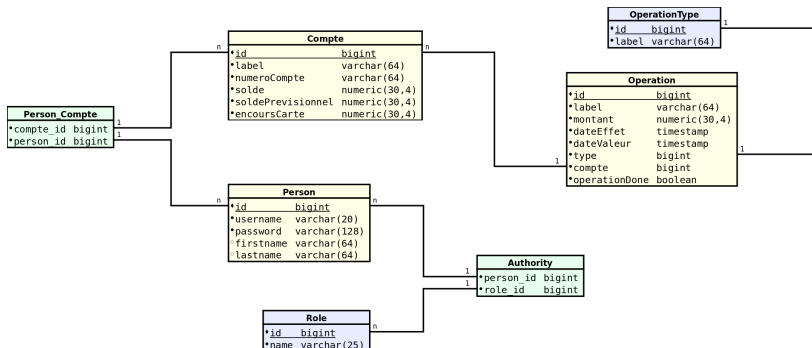 OperationType
id bigint
label varchar(64)
1
Compte
id bigint
label varchar(64)
numeroCompte varchar(64)
solde numeric(30,4)
soldePrevisionnel numeric(30,4)
encoursCarte numeric(30,4)
n
n
Operation
id bigint
label varchar(64)
montant numeric(30,4)
dateEffet timestamp
dateValeur timestamp
type bigint
compte bigint
operationDone boolean
1
1
Person_Compte
compte_id bigint
person_id bigint
1
1
Person
id bigint
username varchar(20)
password varchar(128)
firstname varchar(64)
lastname varchar(64)
n
n
Authority
person_id bigint
role_id bigint
1
1
Role
id bigint
name varchar(25)
n